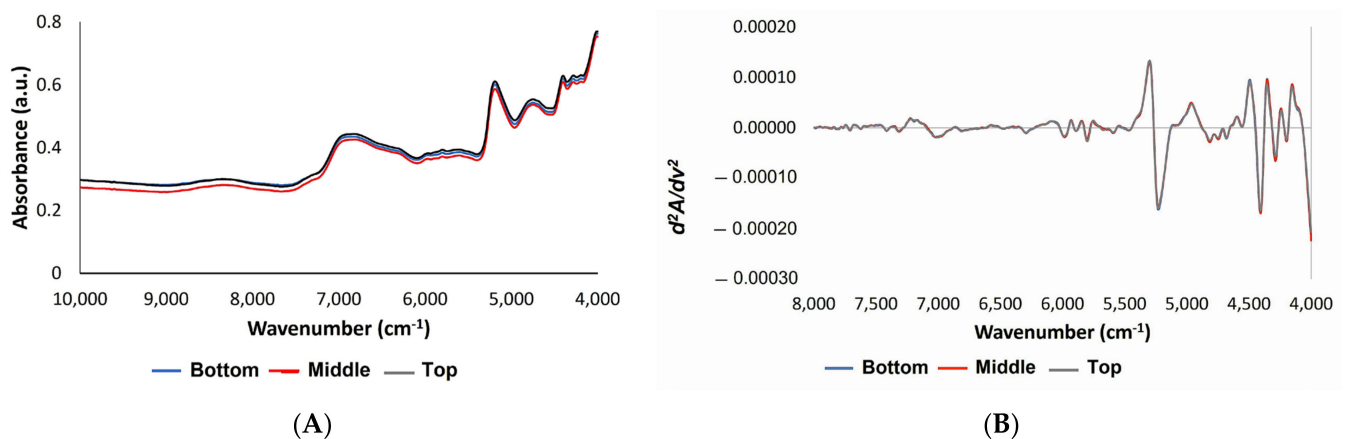 0.8
0.6
0.4
0.2
0
Absorbance (a.u.)
10,000 9,000 8,000 7,000 6,000 5,000 4,000
Wavenumber (cm-1)
Bottom Middle Top
(A)
0.00020
0.00010
0.00000
— 0.00010
— 0.00020
— 0.00030
d²A/dv²
8,000 7,500 7,000 6,500 6,000 5,500 5,000 4,500 4,000
Wavenumber (cm-1)
Bottom Middle Top
(B)